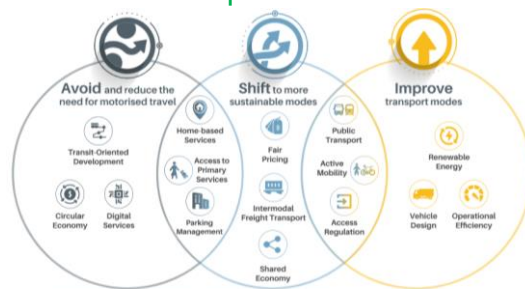 Avoid and reduce the
need for motorised travel
Shift to more
sustainable modes
Improve
transport modes
Transit-Oriented
Development
Circular
Economy
Digital
Services
Home-based
Services
Access to
Primary
Services
Parking
Management
Fair
Pricing
Intermodal
Freight Transport
Shared
Economy
Public
Transport
Active
Mobility
Access
Regulation
Renewable
Energy
Vehicle
Design
Operational
Efficiency